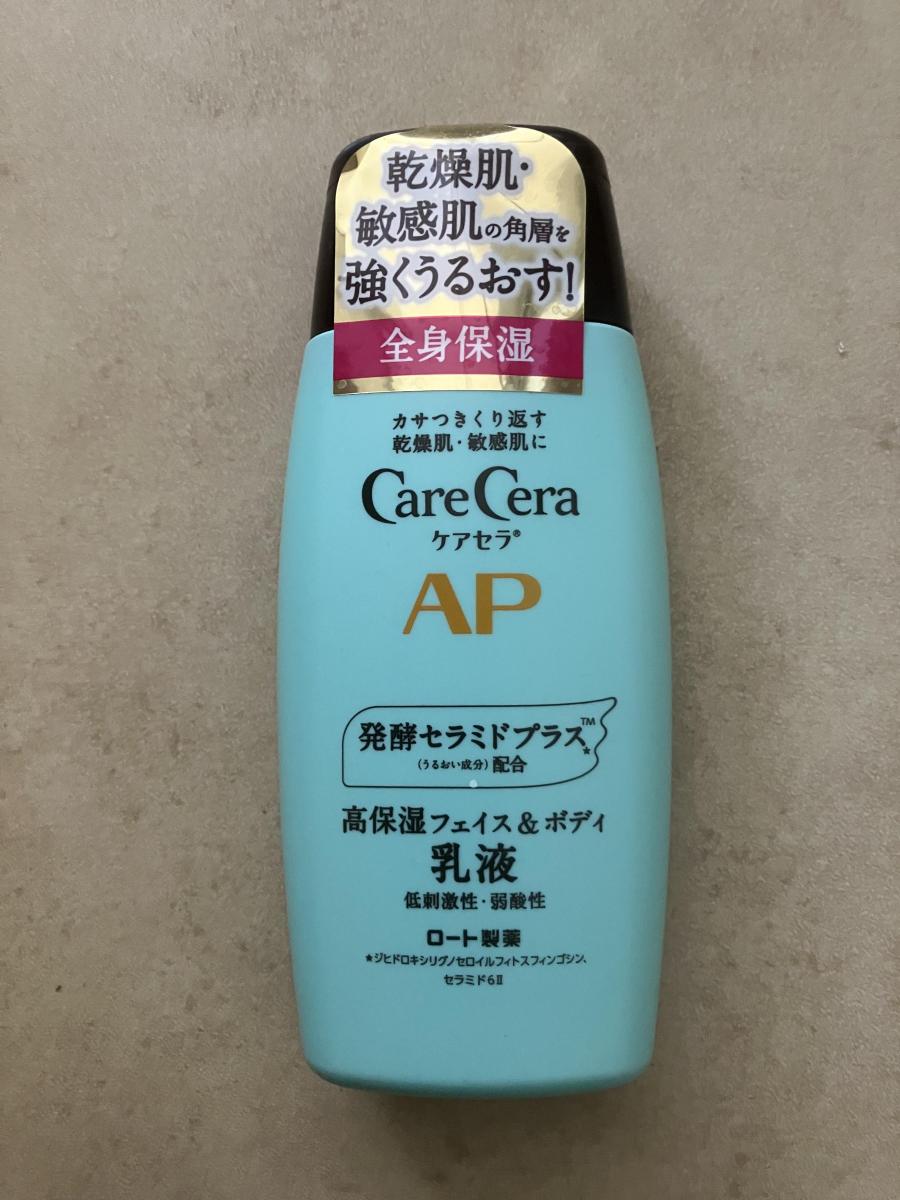 乾燥肌・
敏感肌の角層を
強くうるおす!
全身保湿
カサつきくり返す
乾燥肌・敏感肌に
CareCera
ケアセラ®
AP
発酵セラミドプラス™*
(うるおい成分)配合
高保湿フェイス&ボディ
乳液
低刺激性・弱酸性
ロート製薬
★ジヒドロキシリグノセロイルフィトスフィンゴシン、
セラミド6Ⅱ